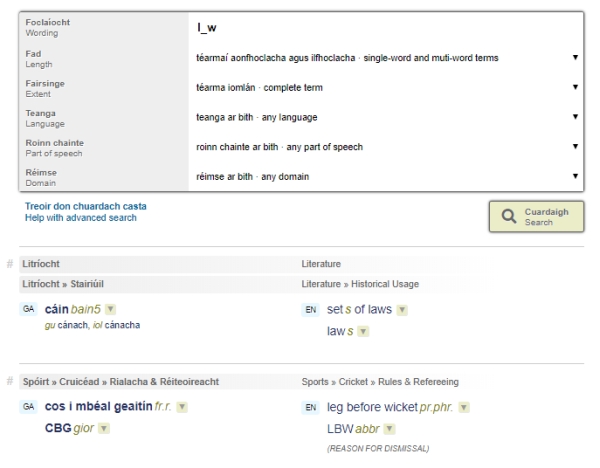 Foclaíocht
Wording
l_w
Fad
Length
téarmaí aonfhoclacha agus ilfhoclacha · single-word and muti-word terms ▼
Fairsinge
Extent
téarma iomlán · complete term ▼
Teanga
Language
teanga ar bith · any language ▼
Roinn chainte
Part of speech
roinn chainte ar bith · any part of speech ▼
Réimse
Domain
réimse ar bith · any domain ▼
Treoir don chuardach casta
Help with advanced search
Cuardaigh
Search
# Litríocht Literature
Litríocht » Stairiúil Literature » Historical Usage
GA cáin bain5 ▼
gu cánach, iol cánacha
EN set s of laws ▼
law s ▼
# Spóirt » Cruicéad » Rialacha & Réiteoireacht Sports » Cricket » Rules & Refereeing
GA cos i mbéal geaitín fr.r. ▼
CBG gior ▼
EN leg before wicket pr.phr. ▼
LBW abbr ▼
(REASON FOR DISMISSAL)